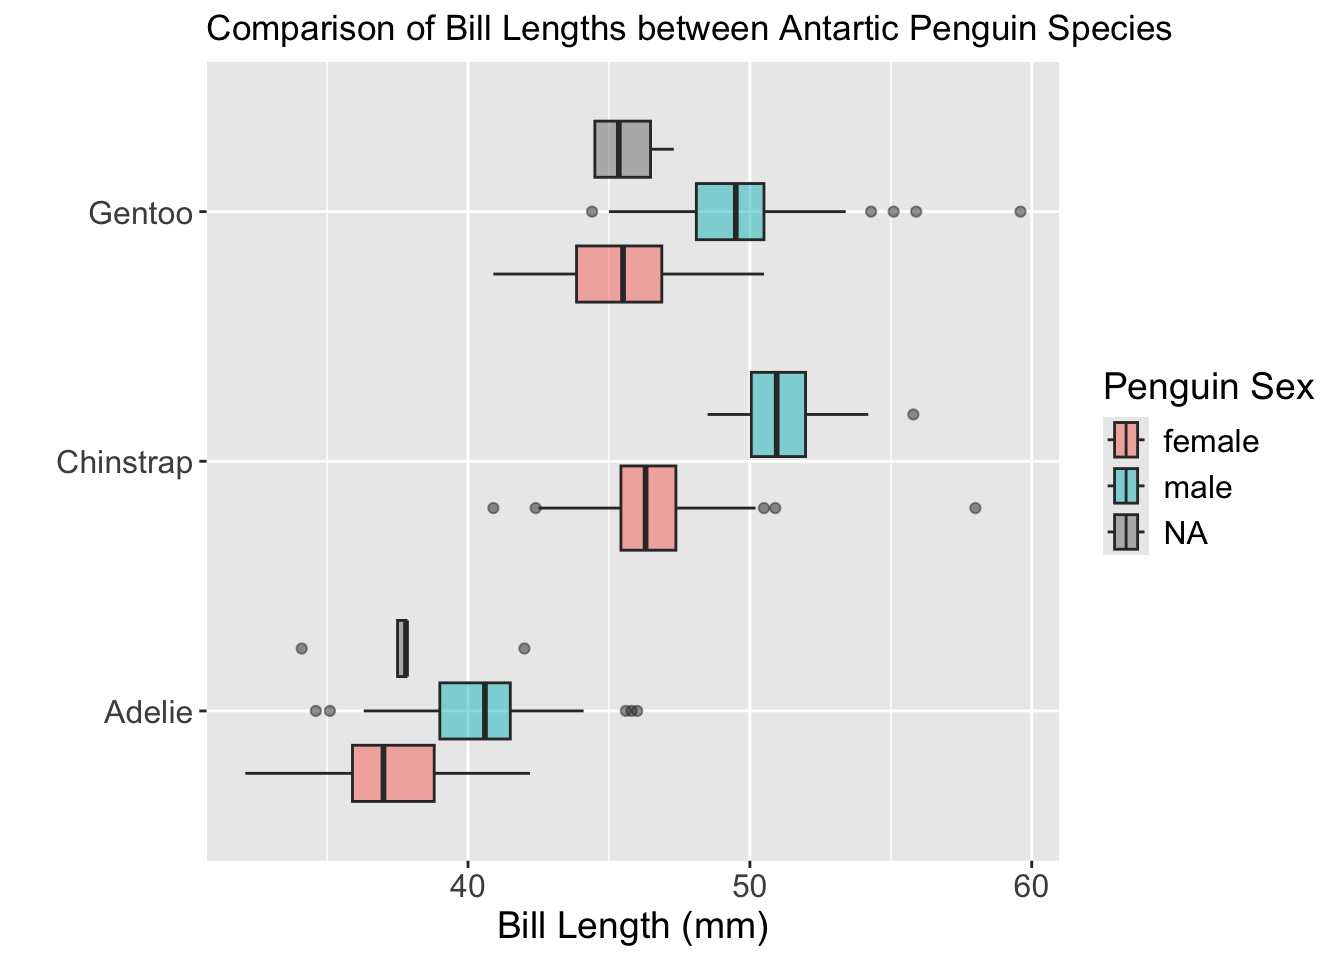 Comparison of Bill Lengths between Antartic Penguin Species
Gentoo
Chinstrap
Adelie
40 50 60
Bill Length (mm)
Penguin Sex
female
male
NA